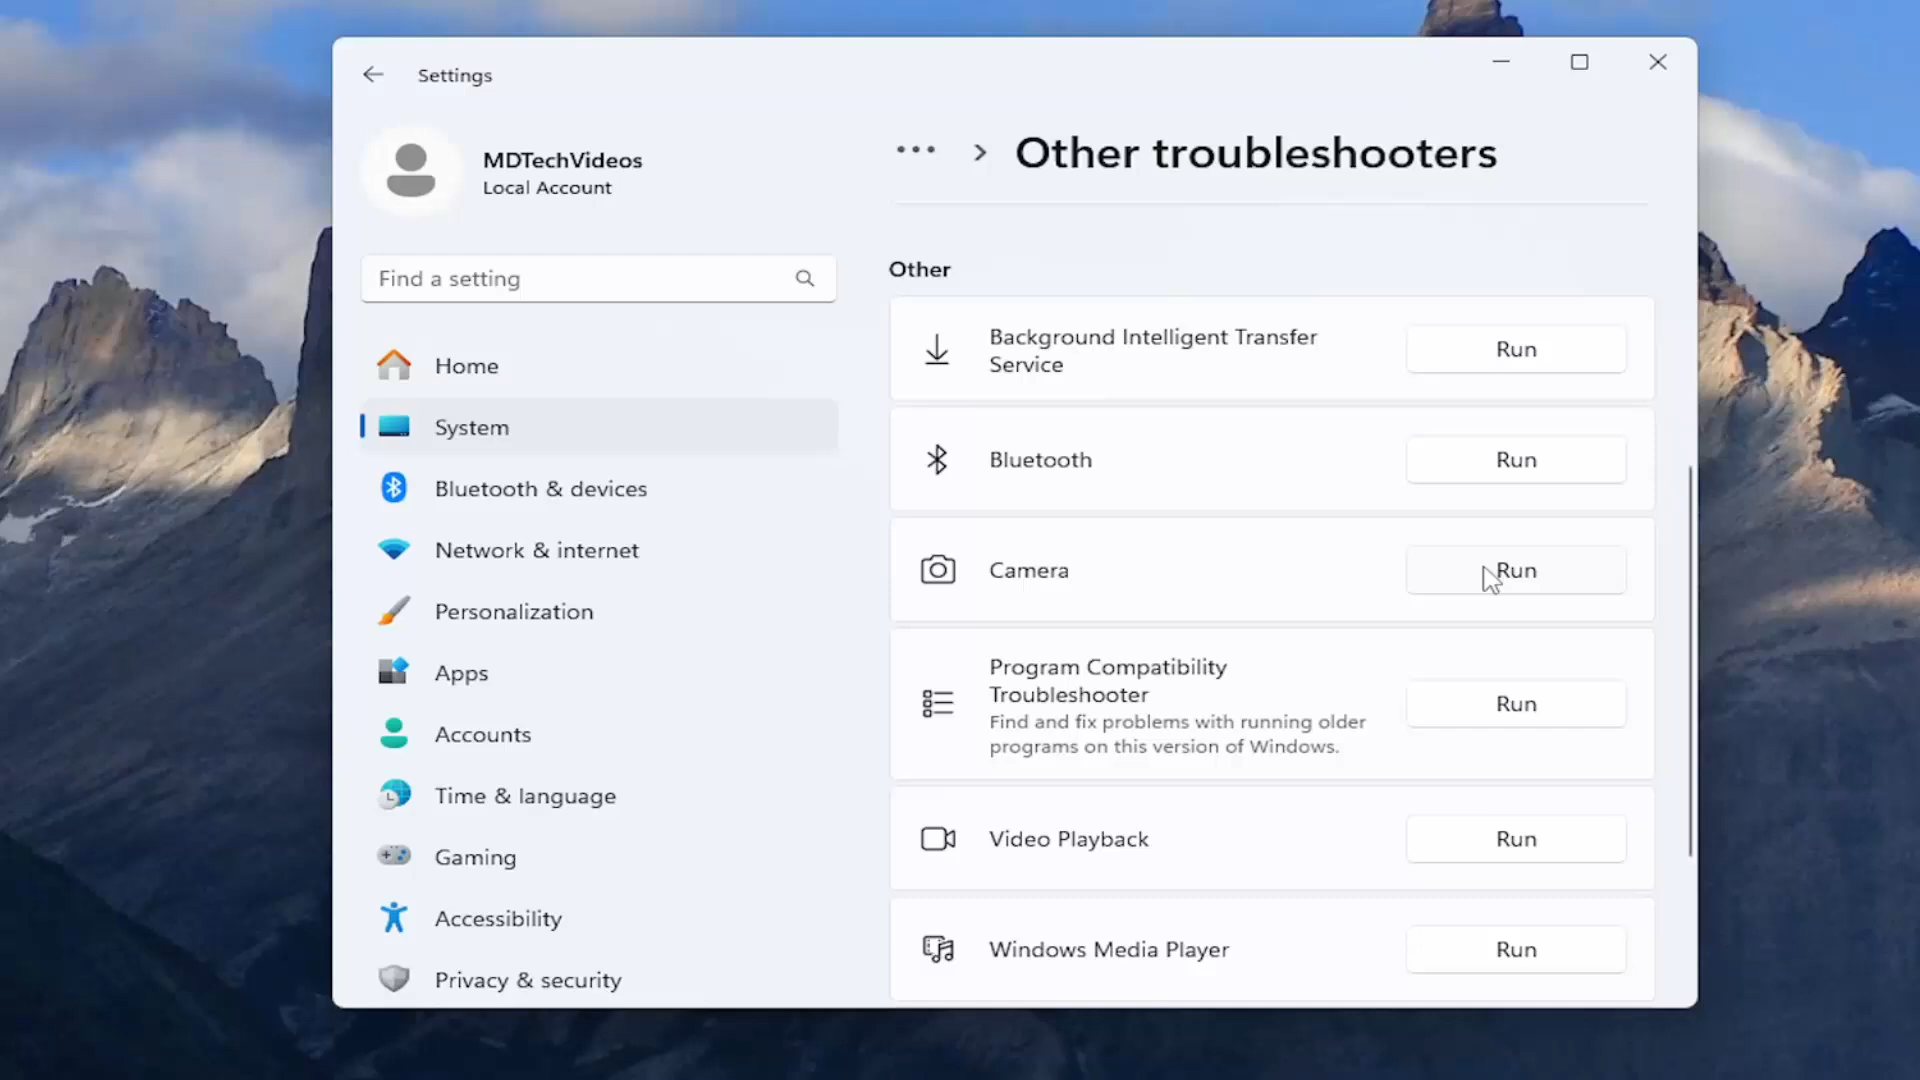 Settings
MDTechVideos
Local Account
Find a setting
Home
System
Bluetooth & devices
Network & internet
Personalization
Apps
Accounts
Time & language
Gaming
Accessibility
Privacy & security
... > Other troubleshooters
Other
Background Intelligent Transfer
Service
Run
Bluetooth
Run
Camera
Run
Program Compatibility
Troubleshooter
Find and fix problems with running older
programs on this version of Windows.
Run
Video Playback
Run
Windows Media Player
Run